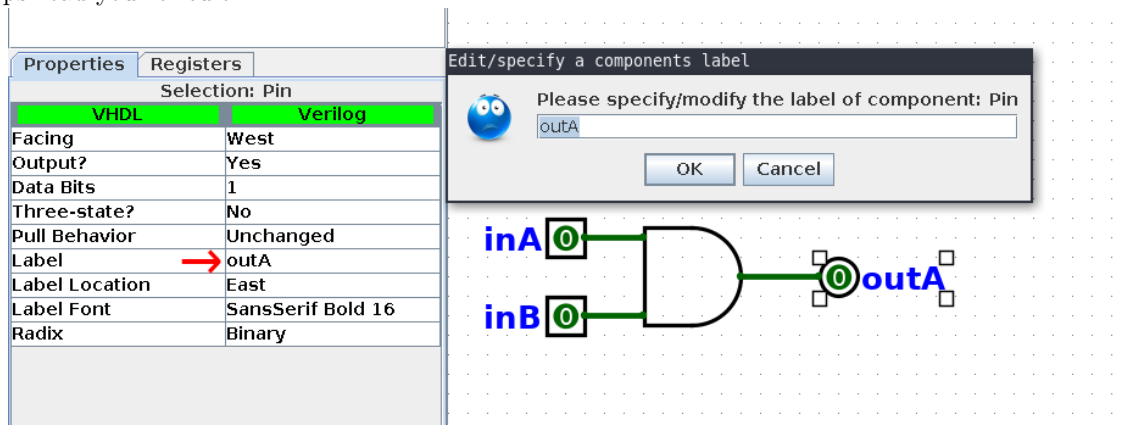 Properties Registers
Selection: Pin
VHDL Verilog
Facing West
Output? Yes
Data Bits 1
Three-state? No
Pull Behavior Unchanged
Label outA
Label Location East
Label Font SansSerif Bold 16
Radix Binary
Edit/specify a components label
Please specify/modify the label of component: Pin
outA
OK Cancel
inA 0
0 outA
inB 0